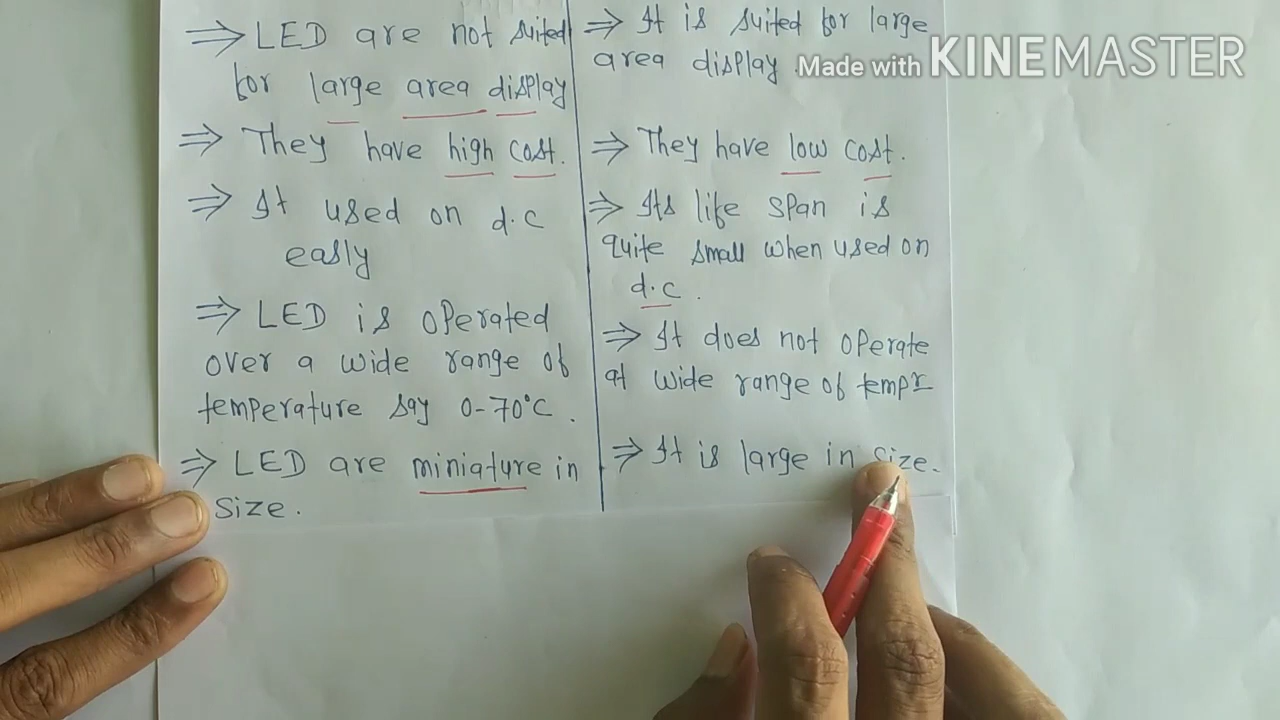 ⇒ LED are not suited
for large area display
⇒ They have high cost.
⇒ It used on d.c
easily
⇒ LED is operated
over a wide range of
temperature say 0-70°C.
⇒ LED are miniature in
size.
⇒ It is suited for large
area display.
⇒ They have low cost.
⇒ Its life span is
quite small when used on
d.c.
⇒ It does not operate
at wide range of tempr
⇒ It is large in size.
Made with KINEMASTER